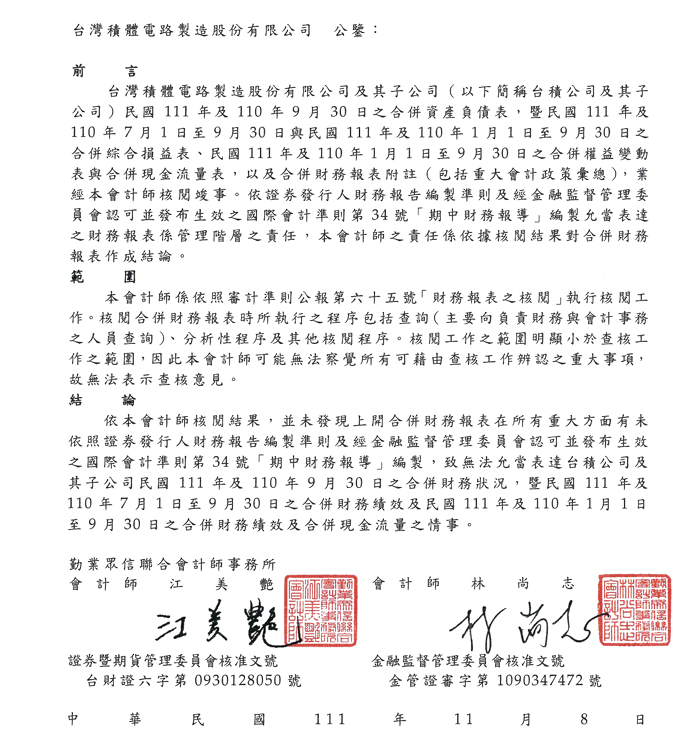 台灣積體電路製造股份有限公司　公鑒：
前　言
台灣積體電路製造股份有限公司及其子公司（以下簡稱台積公司及其子
公司）民國 111 年及 110 年 9 月 30 日之合併資產負債表，暨民國 111 年及
110 年 7 月 1 日至 9 月 30 日與民國 111 年及 110 年 1 月 1 日至 9 月 30 日之
合併綜合損益表、民國 111 年及 110 年 1 月 1 日至 9 月 30 日之合併權益變動
表與合併現金流量表，以及合併財務報表附註（包括重大會計政策彙總），業
經本會計師核閱竣事。依證券發行人財務報告編製準則及經金融監督管理委
員會認可並發布生效之國際會計準則第 34 號「期中財務報導」編製允當表達
之財務報表係管理階層之責任，本會計師之責任係依據核閱結果對合併財務
報表作成結論。
範　圍
本會計師係依照審計準則公報第六十五號「財務報表之核閱」執行核閱工
作。核閱合併財務報表時所執行之程序包括查詢（主要向負責財務與會計事務
之人員查詢）、分析性程序及其他核閱程序。核閱工作之範圍明顯小於查核工
作之範圍，因此本會計師可能無法察覺所有可藉由查核工作辨認之重大事項，
故無法表示查核意見。
結　論
依本會計師核閱結果，並未發現上開合併財務報表在所有重大方面有未
依照證券發行人財務報告編製準則及經金融監督管理委員會認可並發布生效
之國際會計準則第 34 號「期中財務報導」編製，致無法允當表達台積公司及
其子公司民國 111 年及 110 年 9 月 30 日之合併財務狀況，暨民國 111 年及
110 年 7 月 1 日至 9 月 30 日之合併財務績效及民國 111 年及 110 年 1 月 1 日
至 9 月 30 日之合併財務績效及合併現金流量之情事。
勤業眾信聯合會計師事務所
會 計 師 江 美 艷　會 計 師 林 尚 志
江美艷　林尚志
證券暨期貨管理委員會核准文號　金融監督管理委員會核准文號
台財證六字第 0930128050 號　金管證審字第 1090347472 號
中 華 民 國 111 年 11 月 8 日